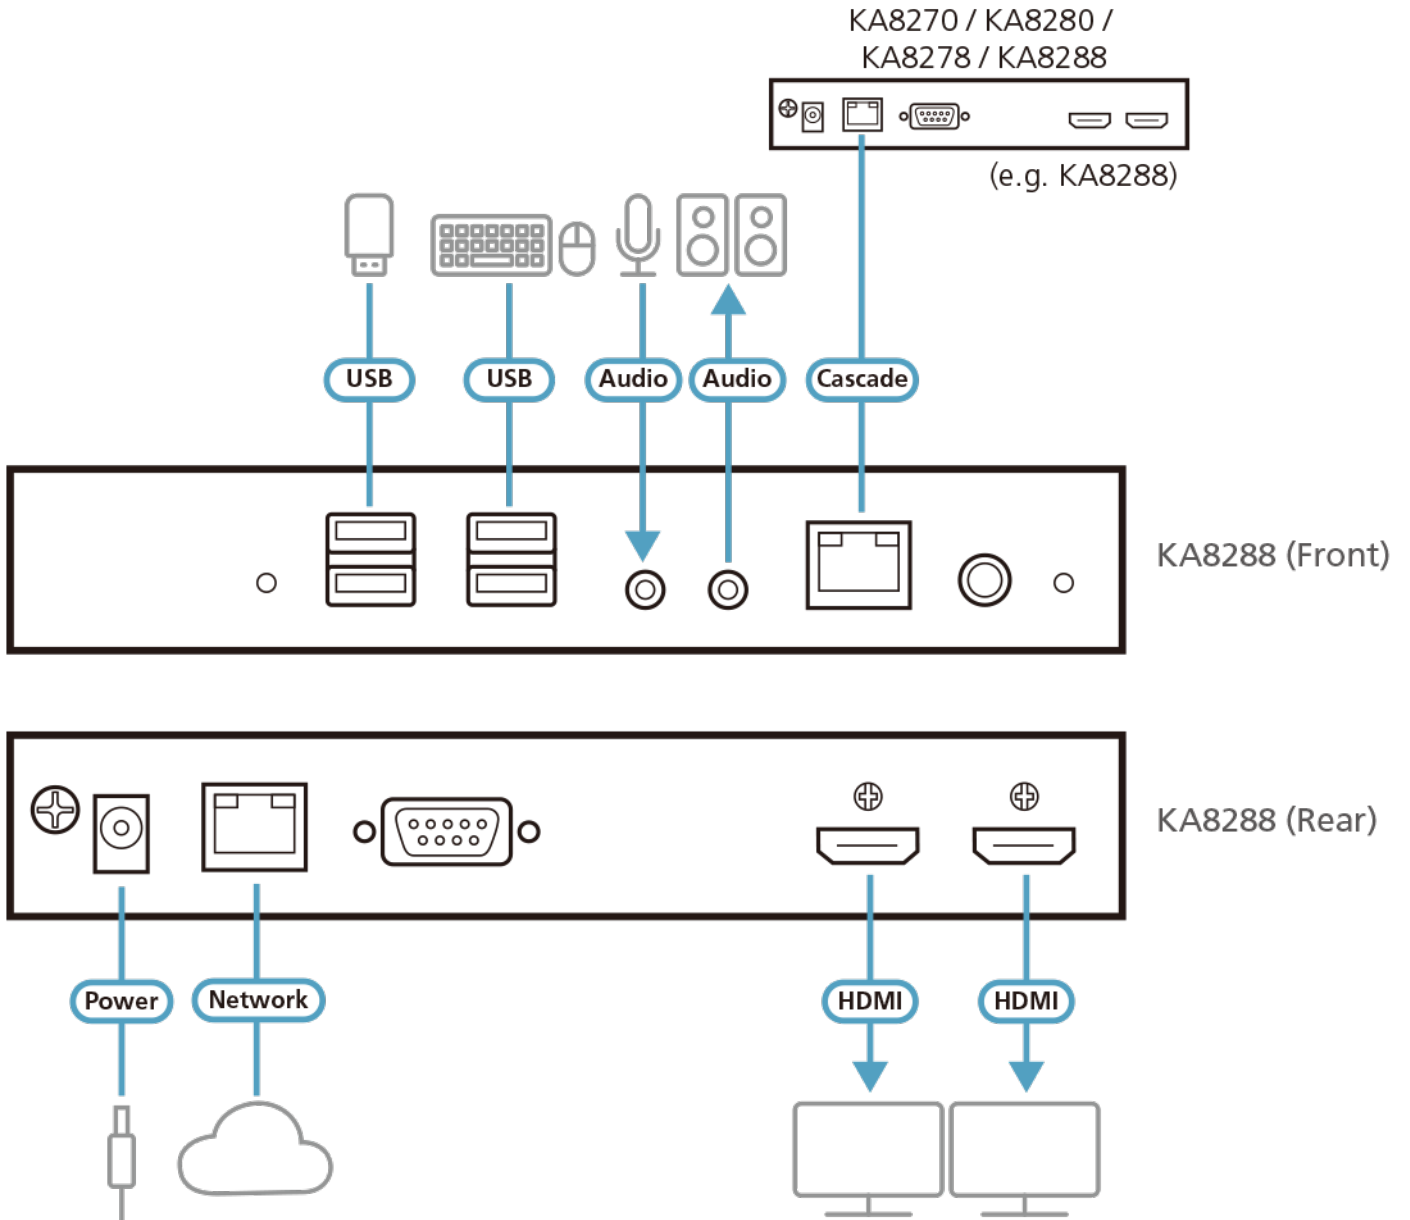 KA8270 / KA8280 /
KA8278 / KA8288
(e.g. KA8288)
USB
USB
Audio
Audio
Cascade
KA8288 (Front)
KA8288 (Rear)
Power
Network
HDMI
HDMI